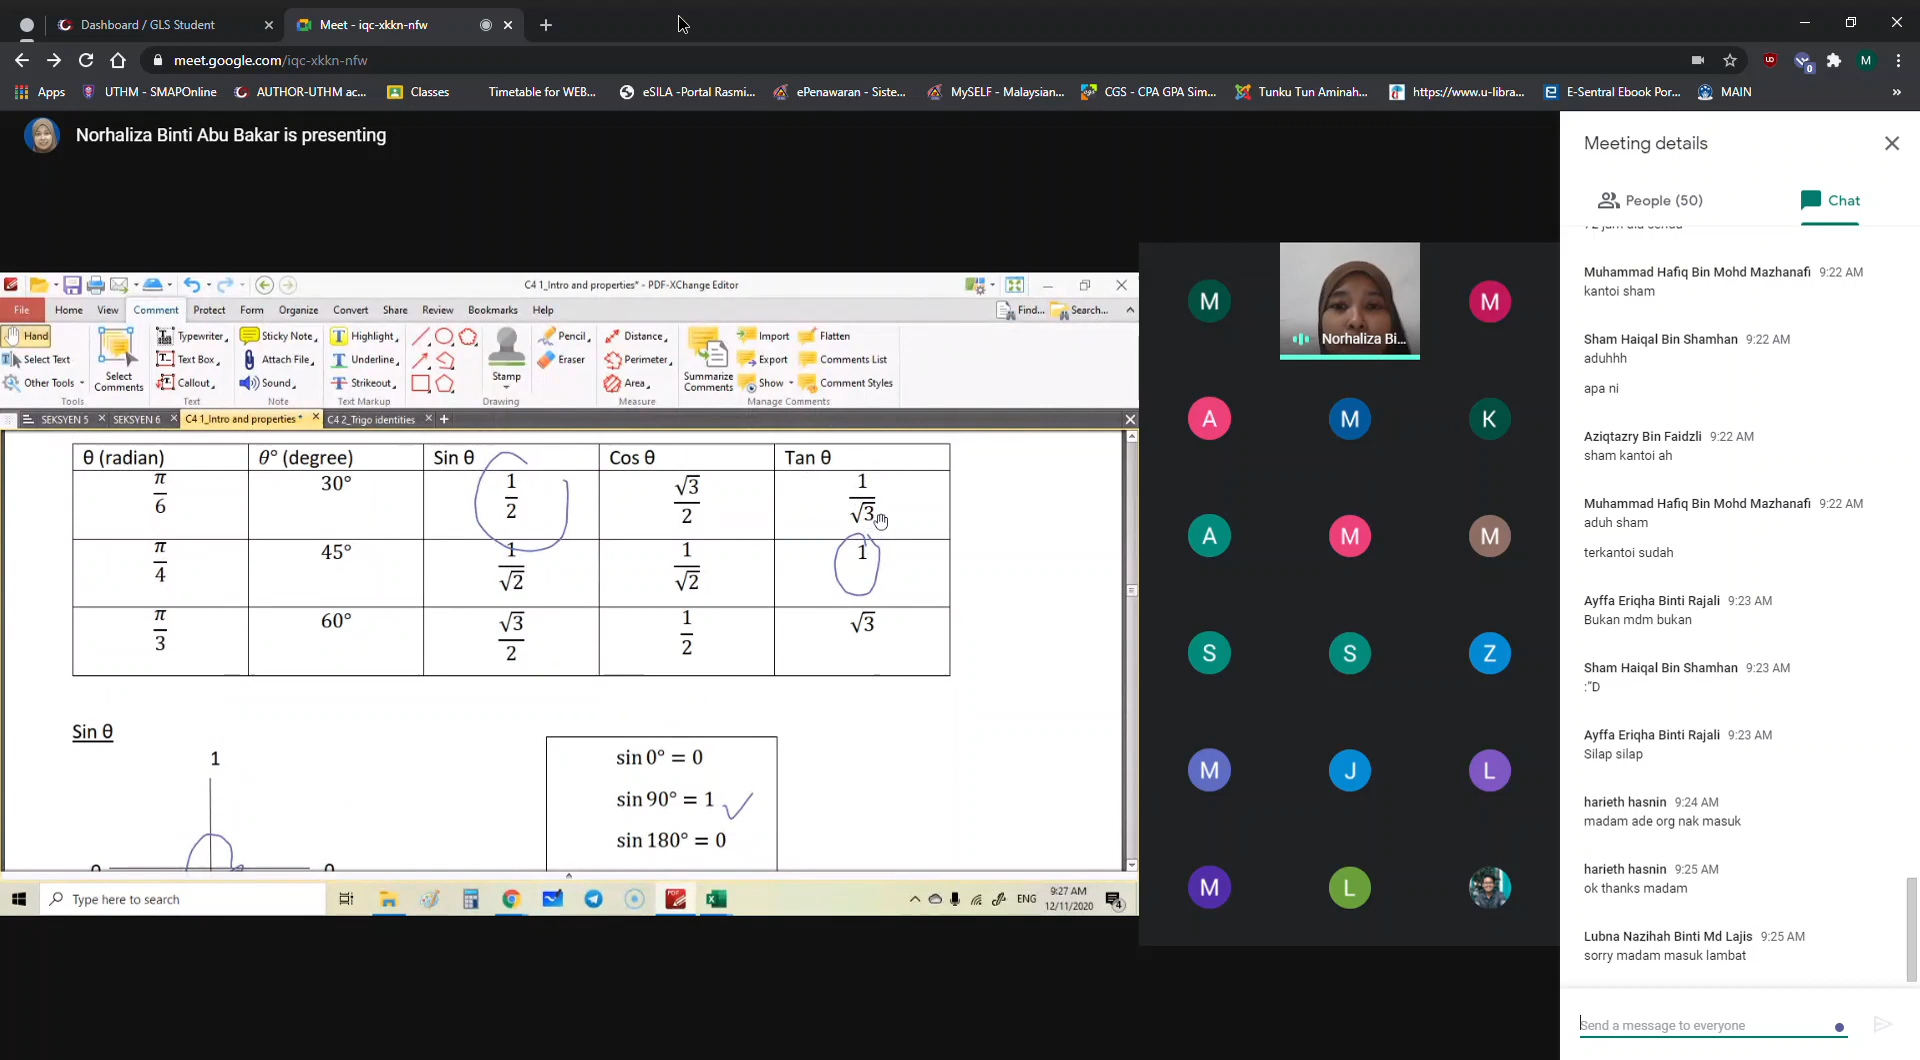 Dashboard / GLS Student
Meet - iqc-xkkn-nfw
meet.google.com/iqc-xkkn-nfw
UD
0
M
Apps
UTHM - SMAPOnline
AUTHOR-UTHM ac...
Classes
Timetable for WEB...
eSILA -Portal Rasmi...
ePenawaran - Siste...
MySELF - Malaysian...
CGS - CPA GPA Sim...
Tunku Tun Aminah...
https://www.u-libra...
E-Sentral Ebook Por...
MAIN
»
Norhaliza Binti Abu Bakar is presenting
C4 1_Intro and properties* - PDF-XChange Editor
File Home View Comment Protect Form Organize Convert Share Review Bookmarks Help
Find... Search...
Hand
Select Text
Other Tools
Tools
Select Comments
Typewriter
Text Box
Callout
Text
Sticky Note
Attach File
Sound
Note
Highlight
Underline
Strikeout
Text Markup
Stamp
Pencil
Eraser
Drawing
Distance
Perimeter
Area
Measure
Summarize Comments
Import
Export
Show
Flatten
Comments List
Comment Styles
Manage Comments
SEKSYEN 5
SEKSYEN 6
C4 1_Intro and properties *
C4 2_Trigo identities
θ (radian) θ° (degree) Sin θ Cos θ Tan θ
π/6 30° 1/2 √3/2 1/√3
π/4 45° 1/√2 1/√2 1
π/3 60° √3/2 1/2 √3
Sin θ
1
0 0
sin 0° = 0
sin 90° = 1 ✓
sin 180° = 0
Type here to search
ENG
9:27 AM
12/11/2020
4
M
Norhaliza Bi...
M
A M K
A M M
S S Z
M J L
M L
Meeting details
People (50)
Chat
72 jam dia
Muhammad Hafiq Bin Mohd Mazhanafi 9:22 AM
kantoi sham
Sham Haiqal Bin Shamhan 9:22 AM
aduhhh
apa ni
Aziqtazry Bin Faidzli 9:22 AM
sham kantoi ah
Muhammad Hafiq Bin Mohd Mazhanafi 9:22 AM
aduh sham
terkantoi sudah
Ayffa Eriqha Binti Rajali 9:23 AM
Bukan mdm bukan
Sham Haiqal Bin Shamhan 9:23 AM
:"D
Ayffa Eriqha Binti Rajali 9:23 AM
Silap silap
harieth hasnin 9:24 AM
madam ade org nak masuk
harieth hasnin 9:25 AM
ok thanks madam
Lubna Nazihah Binti Md Lajis 9:25 AM
sorry madam masuk lambat
Send a message to everyone